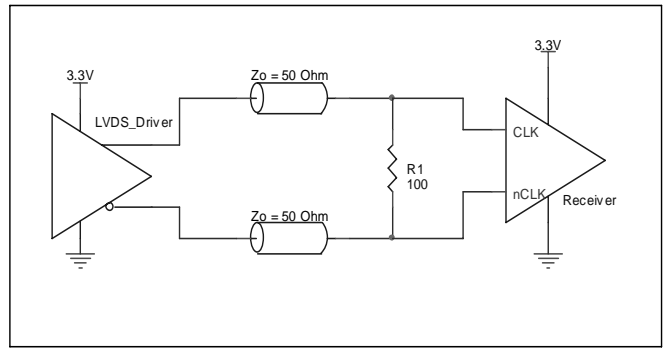 3.3V
3.3V
Zo = 50 Ohm
LVDS_Driver
CLK
R1
100
nCLK
Receiver
Zo = 50 Ohm